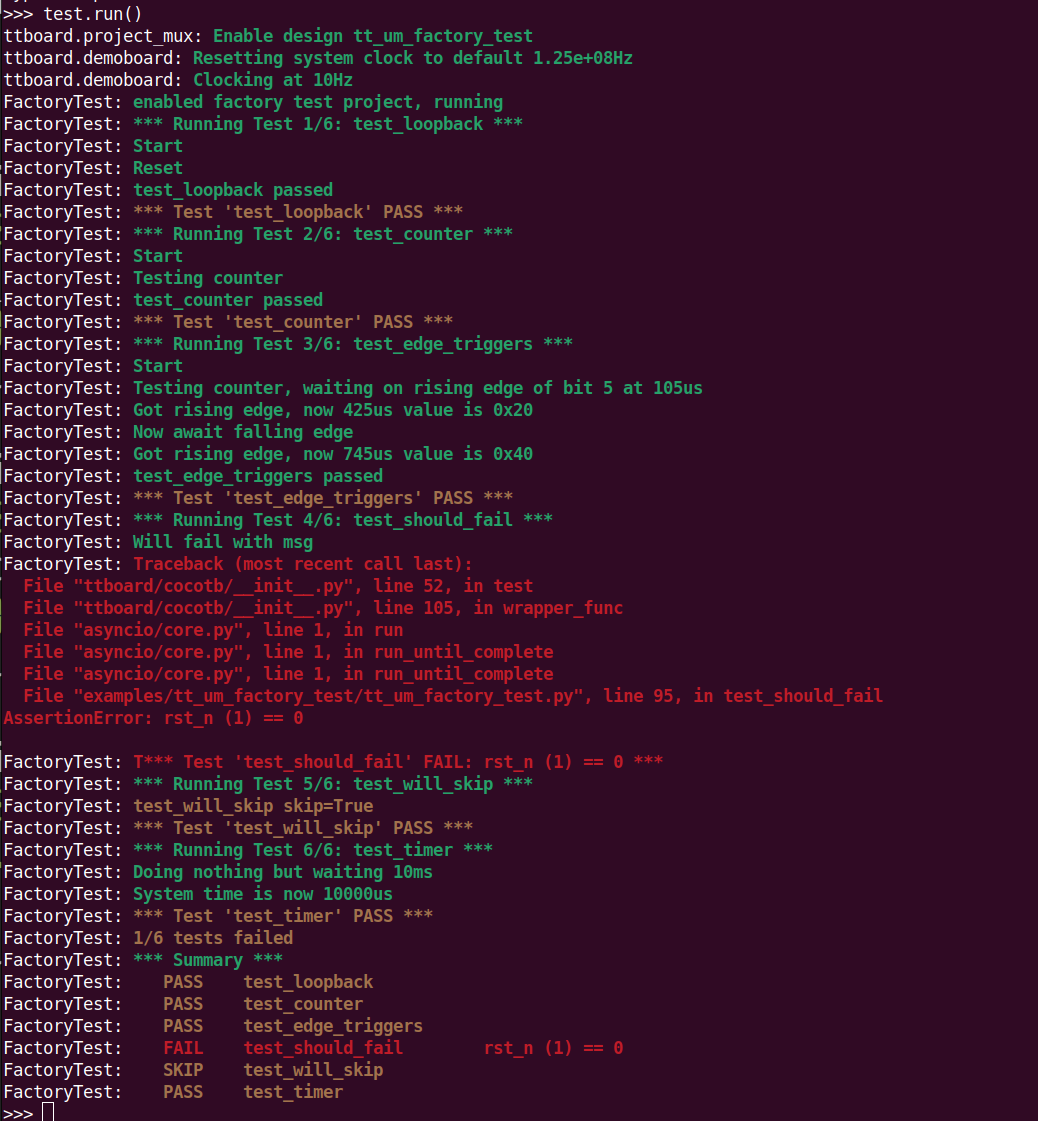 >>> test.run()
ttboard.project_mux: Enable design tt_um_factory_test
ttboard.demoboard: Resetting system clock to default 1.25e+08Hz
ttboard.demoboard: Clocking at 10Hz
FactoryTest: enabled factory test project, running
FactoryTest: *** Running Test 1/6: test_loopback ***
FactoryTest: Start
FactoryTest: Reset
FactoryTest: test_loopback passed
FactoryTest: *** Test 'test_loopback' PASS ***
FactoryTest: *** Running Test 2/6: test_counter ***
FactoryTest: Start
FactoryTest: Testing counter
FactoryTest: test_counter passed
FactoryTest: *** Test 'test_counter' PASS ***
FactoryTest: *** Running Test 3/6: test_edge_triggers ***
FactoryTest: Start
FactoryTest: Testing counter, waiting on rising edge of bit 5 at 105us
FactoryTest: Got rising edge, now 425us value is 0x20
FactoryTest: Now await falling edge
FactoryTest: Got rising edge, now 745us value is 0x40
FactoryTest: test_edge_triggers passed
FactoryTest: *** Test 'test_edge_triggers' PASS ***
FactoryTest: *** Running Test 4/6: test_should_fail ***
FactoryTest: Will fail with msg
FactoryTest: Traceback (most recent call last):
  File "ttboard/cocotb/__init__.py", line 52, in test
  File "ttboard/cocotb/__init__.py", line 105, in wrapper_func
  File "asyncio/core.py", line 1, in run
  File "asyncio/core.py", line 1, in run_until_complete
  File "asyncio/core.py", line 1, in run_until_complete
  File "examples/tt_um_factory_test/tt_um_factory_test.py", line 95, in test_should_fail
AssertionError: rst_n (1) == 0

FactoryTest: T*** Test 'test_should_fail' FAIL: rst_n (1) == 0 ***
FactoryTest: *** Running Test 5/6: test_will_skip ***
FactoryTest: test_will_skip skip=True
FactoryTest: *** Test 'test_will_skip' PASS ***
FactoryTest: *** Running Test 6/6: test_timer ***
FactoryTest: Doing nothing but waiting 10ms
FactoryTest: System time is now 10000us
FactoryTest: *** Test 'test_timer' PASS ***
FactoryTest: 1/6 tests failed
FactoryTest: *** Summary ***
FactoryTest:    PASS    test_loopback
FactoryTest:    PASS    test_counter
FactoryTest:    PASS    test_edge_triggers
FactoryTest:    FAIL    test_should_fail        rst_n (1) == 0
FactoryTest:    SKIP    test_will_skip
FactoryTest:    PASS    test_timer
>>>